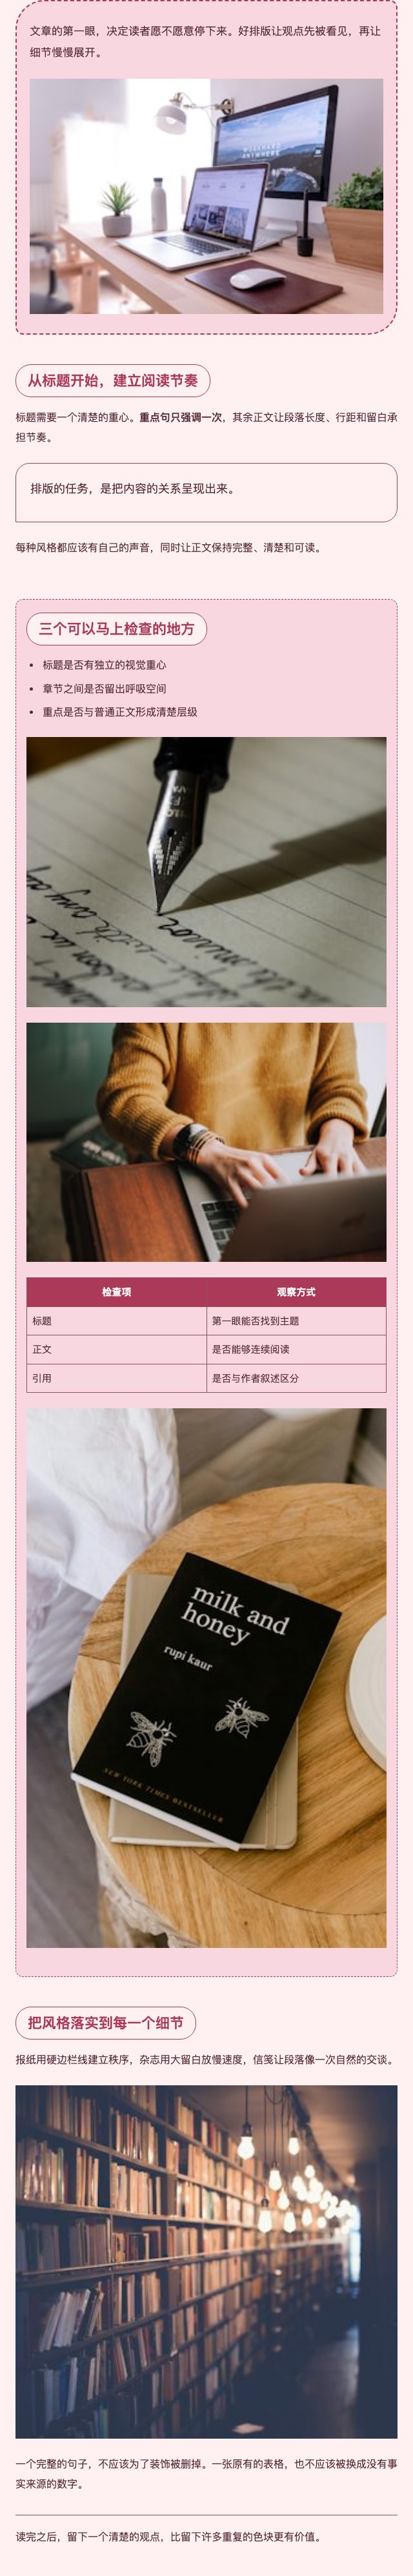 文章的第一眼，决定读者愿不愿意停下来。好排版让观点先被看见，再让
细节慢慢展开。
从标题开始，建立阅读节奏
标题需要一个清楚的重心。重点句只强调一次，其余正文让段落长度、行距和留白承
担节奏。
排版的任务，是把内容的关系呈现出来。
每种风格都应该有自己的声音，同时让正文保持完整、清楚和可读。
三个可以马上检查的地方
• 标题是否有独立的视觉重心
• 章节之间是否留出呼吸空间
• 重点是否与普通正文形成清楚层级
检查项 观察方式
标题 第一眼能否找到主题
正文 是否能够连续阅读
引用 是否与作者叙述区分
milk and
honey
rupi kaur
NEW YORK TIMES BESTSELLER
把风格落实到每一个细节
报纸用硬边栏线建立秩序，杂志用大留白放慢速度，信笺让段落像一次自然的交谈。
一个完整的句子，不应该为了装饰被删掉。一张原有的表格，也不应该被换成没有事
实来源的数字。
读完之后，留下一个清楚的观点，比留下许多重复的色块更有价值。